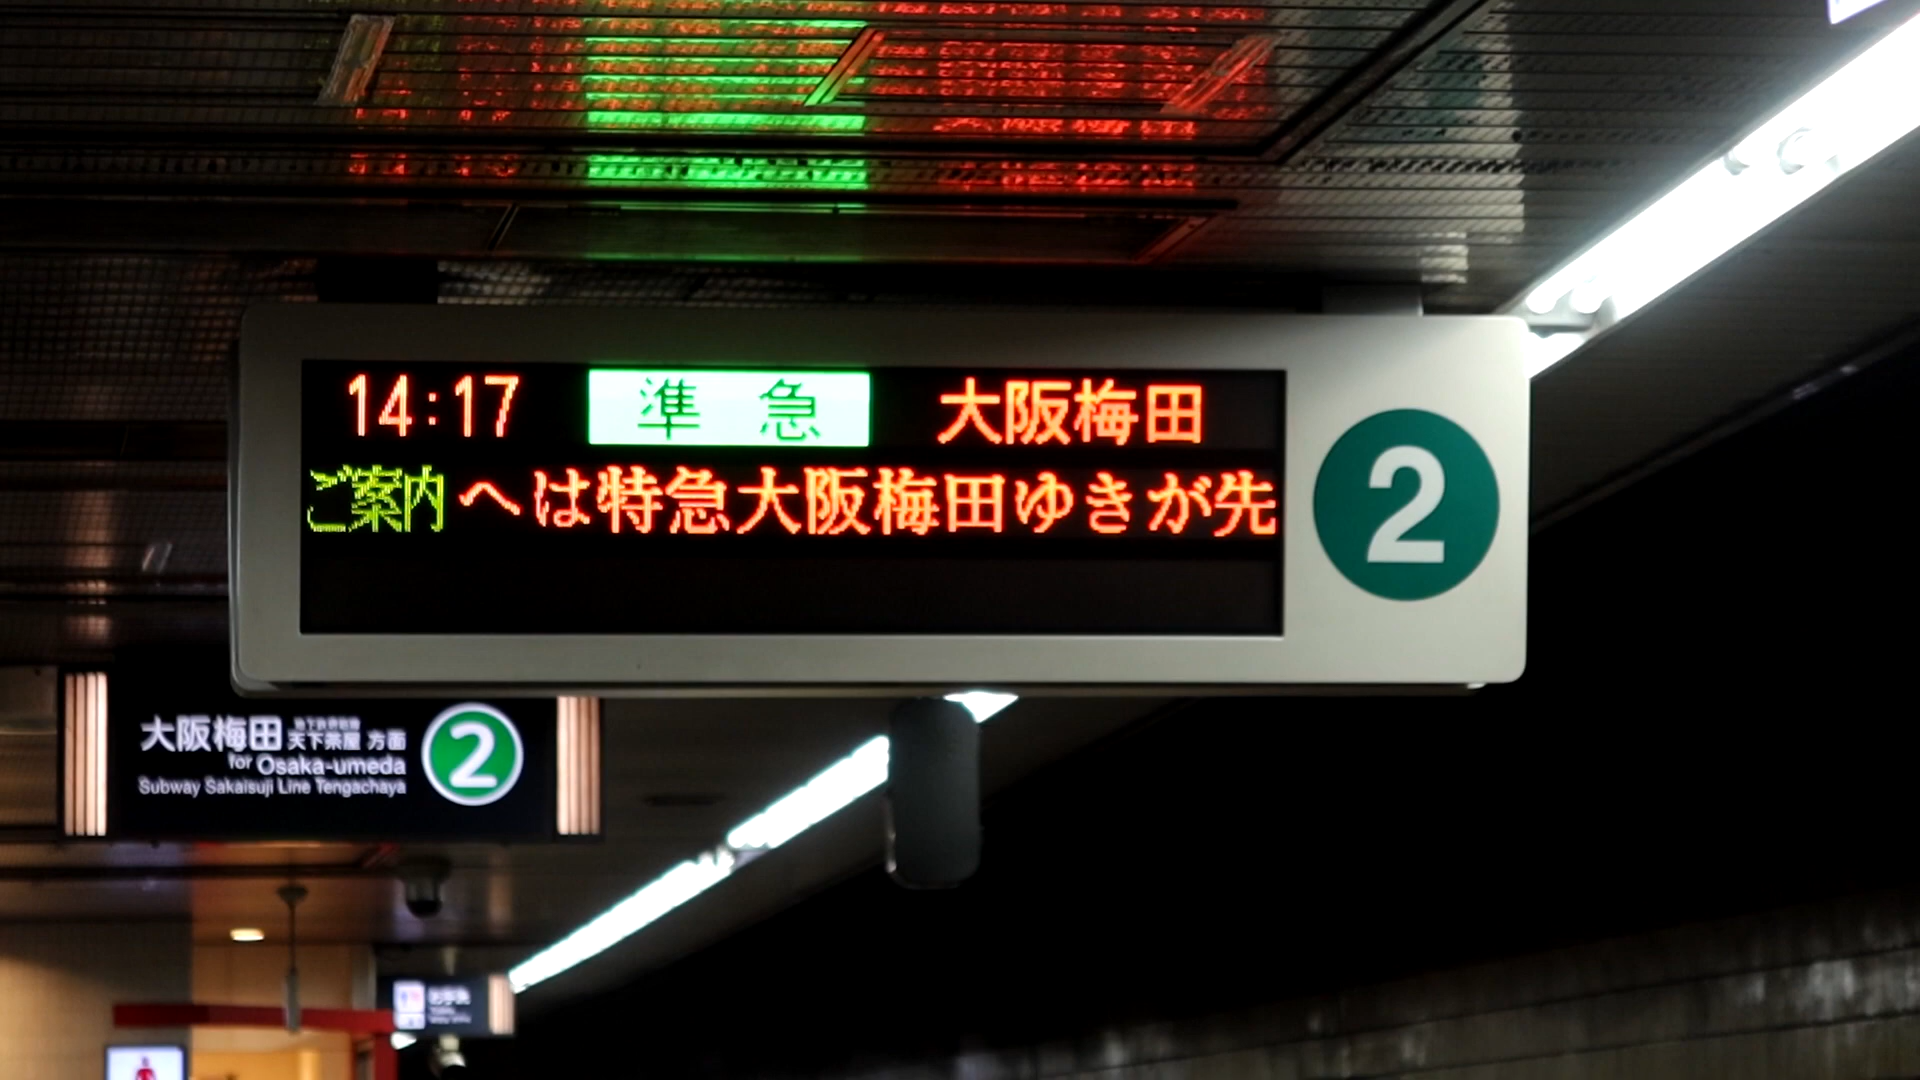 14:17 準急 大阪梅田
ご案内 へは特急大阪梅田ゆきが先
2
大阪梅田 天下茶屋 方面
for Osaka-umeda
Subway Sakaisuji Line Tengachaya
2